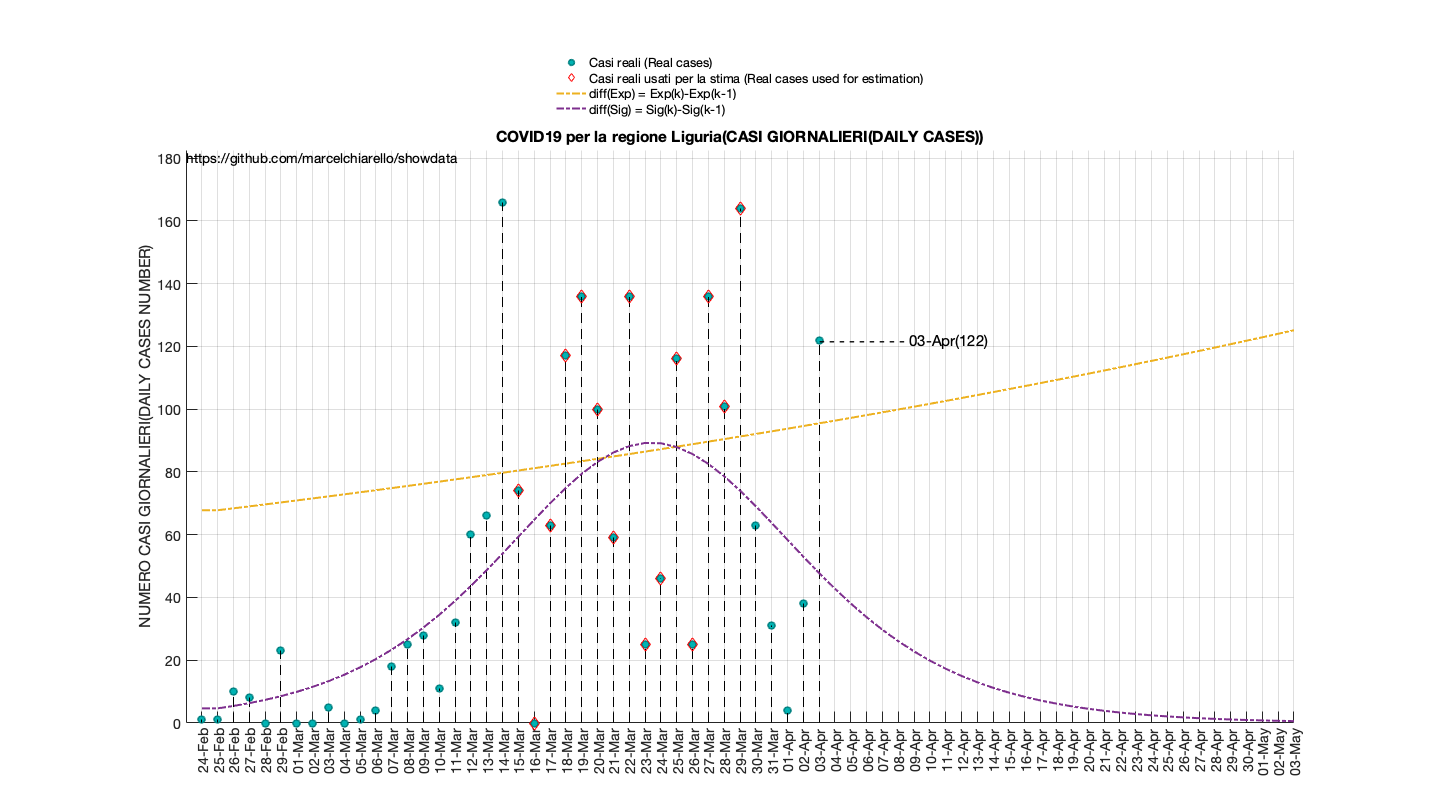 Casi reali (Real cases)
Casi reali usati per la stima (Real cases used for estimation)
diff(Exp) = Exp(k)-Exp(k-1)
diff(Sig) = Sig(k)-Sig(k-1)
COVID19 per la regione Liguria(CASI GIORNALIERI(DAILY CASES))
https://github.com/marcelchiarello/showdata
NUMERO CASI GIORNALIERI(DAILY CASES NUMBER)
180
160
140
120
100
80
60
40
20
0
03-Apr(122)
24-Feb
25-Feb
26-Feb
27-Feb
28-Feb
29-Feb
01-Mar
02-Mar
03-Mar
04-Mar
05-Mar
06-Mar
07-Mar
08-Mar
09-Mar
10-Mar
11-Mar
12-Mar
13-Mar
14-Mar
15-Mar
16-Mar
17-Mar
18-Mar
19-Mar
20-Mar
21-Mar
22-Mar
23-Mar
24-Mar
25-Mar
26-Mar
27-Mar
28-Mar
29-Mar
30-Mar
31-Mar
01-Apr
02-Apr
03-Apr
04-Apr
05-Apr
06-Apr
07-Apr
08-Apr
09-Apr
10-Apr
11-Apr
12-Apr
13-Apr
14-Apr
15-Apr
16-Apr
17-Apr
18-Apr
19-Apr
20-Apr
21-Apr
22-Apr
23-Apr
24-Apr
25-Apr
26-Apr
27-Apr
28-Apr
29-Apr
30-Apr
01-May
02-May
03-May